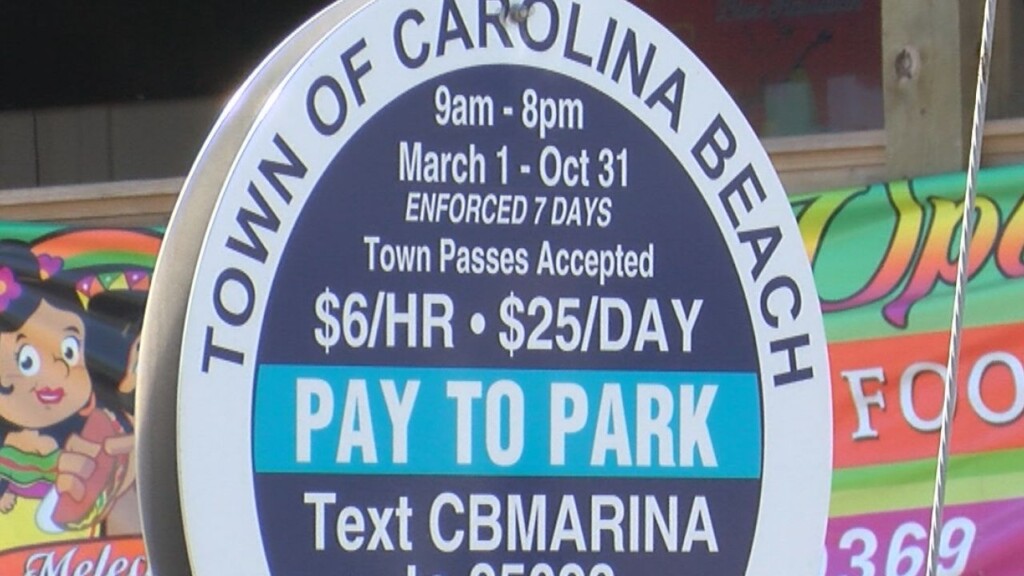 TOWN OF CAROLINA BEACH
9am - 8pm
March 1 - Oct 31
ENFORCED 7 DAYS
Town Passes Accepted
$6/HR • $25/DAY
PAY TO PARK
Text CBMARINA
FOO
369